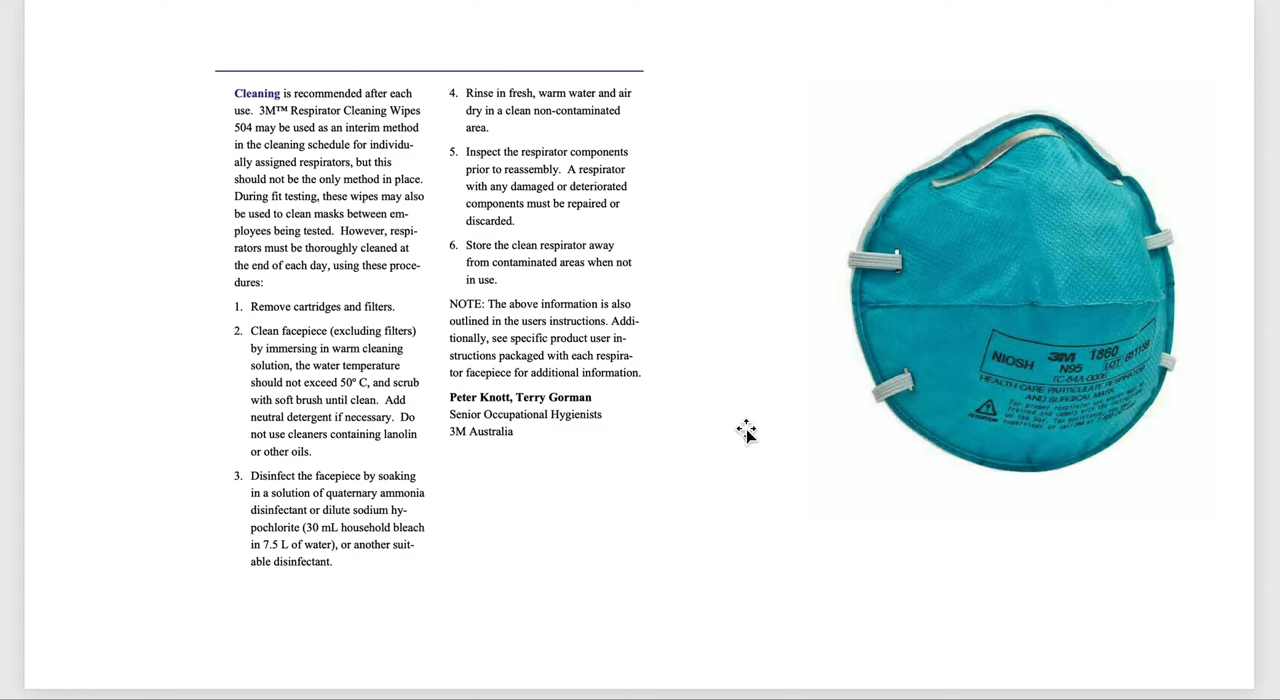 Cleaning is recommended after each
use.  3M™ Respirator Cleaning Wipes
504 may be used as an interim method
in the cleaning schedule for individu-
ally assigned respirators, but this
should not be the only method in place.
During fit testing, these wipes may also
be used to clean masks between em-
ployees being tested.  However, respi-
rators must be thoroughly cleaned at
the end of each day, using these proce-
dures:
1. Remove cartridges and filters.
2. Clean facepiece (excluding filters)
by immersing in warm cleaning
solution, the water temperature
should not exceed 50º C, and scrub
with soft brush until clean.  Add
neutral detergent if necessary.  Do
not use cleaners containing lanolin
or other oils.
3. Disinfect the facepiece by soaking
in a solution of quaternary ammonia
disinfectant or dilute sodium hy-
pochlorite (30 mL household bleach
in 7.5 L of water), or another suit-
able disinfectant.
4. Rinse in fresh, warm water and air
dry in a clean non-contaminated
area.
5. Inspect the respirator components
prior to reassembly.  A respirator
with any damaged or deteriorated
components must be repaired or
discarded.
6. Store the clean respirator away
from contaminated areas when not
in use.
NOTE: The above information is also
outlined in the users instructions. Addi-
tionally, see specific product user in-
structions packaged with each respira-
tor facepiece for additional information.
Peter Knott, Terry Gorman
Senior Occupational Hygienists
3M Australia
NIOSH 3M 1860
N95 LOT
TC-84A-0006
HEALTH CARE PARTICULATE RESPIRATOR
AND SURGICAL MASK